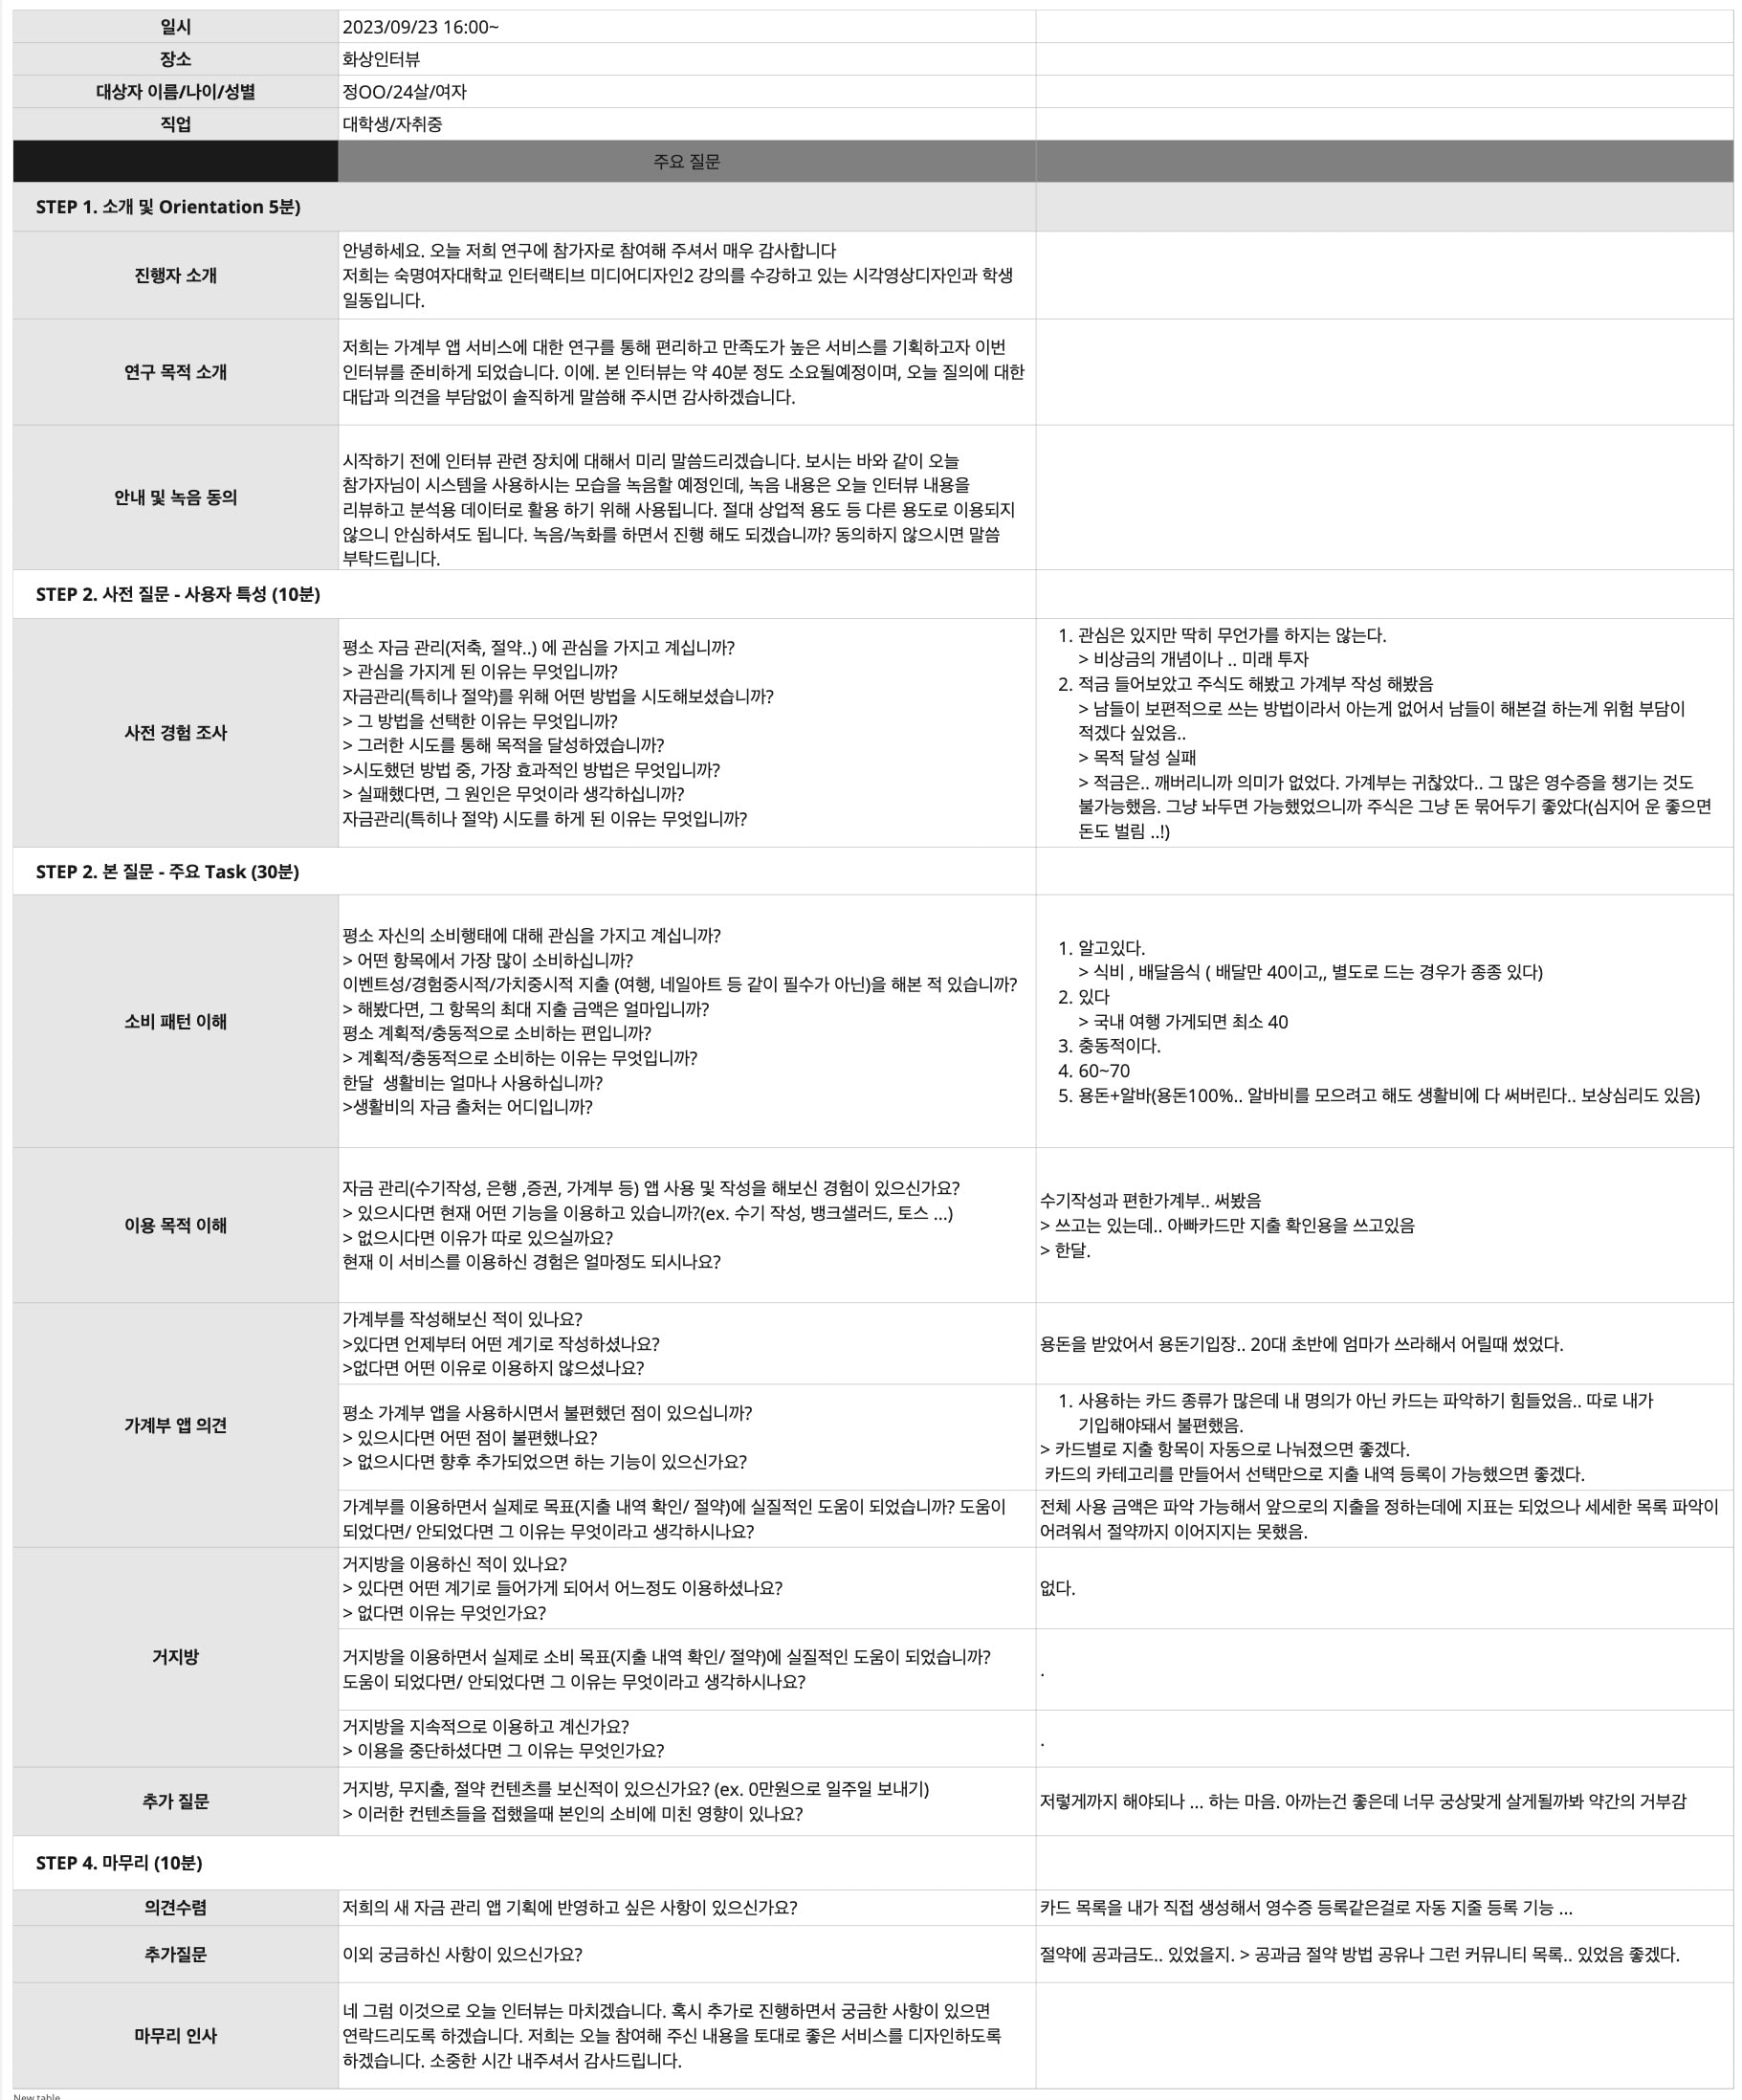 일시
2023/09/23 16:00~
장소
화상인터뷰
대상자 이름/나이/성별
정OO/24살/여자
직업
대학생/자취중
주요 질문
STEP 1. 소개 및 Orientation 5분)
진행자 소개
안녕하세요. 오늘 저희 연구에 참가자로 참여해 주셔서 매우 감사합니다
저희는 숙명여자대학교 인터랙티브 미디어디자인2 강의를 수강하고 있는 시각영상디자인과 학생
일동입니다.
연구 목적 소개
저희는 가계부 앱 서비스에 대한 연구를 통해 편리하고 만족도가 높은 서비스를 기획하고자 이번
인터뷰를 준비하게 되었습니다. 이에. 본 인터뷰는 약 40분 정도 소요될예정이며, 오늘 질의에 대한
대답과 의견을 부담없이 솔직하게 말씀해 주시면 감사하겠습니다.
안내 및 녹음 동의
시작하기 전에 인터뷰 관련 장치에 대해서 미리 말씀드리겠습니다. 보시는 바와 같이 오늘
참가자님이 시스템을 사용하시는 모습을 녹음할 예정인데, 녹음 내용은 오늘 인터뷰 내용을
리뷰하고 분석용 데이터로 활용 하기 위해 사용됩니다. 절대 상업적 용도 등 다른 용도로 이용되지
않으니 안심하셔도 됩니다. 녹음/녹화를 하면서 진행 해도 되겠습니까? 동의하지 않으시면 말씀
부탁드립니다.
STEP 2. 사전 질문 - 사용자 특성 (10분)
사전 경험 조사
평소 자금 관리(저축, 절약..) 에 관심을 가지고 계십니까?
> 관심을 가지게 된 이유는 무엇입니까?
자금관리(특히나 절약)를 위해 어떤 방법을 시도해보셨습니까?
> 그 방법을 선택한 이유는 무엇입니까?
> 그러한 시도를 통해 목적을 달성하였습니까?
>시도했던 방법 중, 가장 효과적인 방법은 무엇입니까?
> 실패했다면, 그 원인은 무엇이라 생각하십니까?
자금관리(특히나 절약) 시도를 하게 된 이유는 무엇입니까?
1. 관심은 있지만 딱히 무언가를 하지는 않는다.
> 비상금의 개념이나 .. 미래 투자
2. 적금 들어보았고 주식도 해봤고 가계부 작성 해봤음
> 남들이 보편적으로 쓰는 방법이라서 아는게 없어서 남들이 해본걸 하는게 위험 부담이
적겠다 싶었음..
> 목적 달성 실패
> 적금은.. 깨버리니까 의미가 없었다. 가계부는 귀찮았다.. 그 많은 영수증을 챙기는 것도
불가능했음. 그냥 놔두면 가능했었으니까 주식은 그냥 돈 묶어두기 좋았다(심지어 운 좋으면
돈도 벌림 ..!)
STEP 2. 본 질문 - 주요 Task (30분)
소비 패턴 이해
평소 자신의 소비행태에 대해 관심을 가지고 계십니까?
> 어떤 항목에서 가장 많이 소비하십니까?
이벤트성/경험중시적/가치중시적 지출 (여행, 네일아트 등 같이 필수가 아닌)을 해본 적 있습니까?
> 해봤다면, 그 항목의 최대 지출 금액은 얼마입니까?
평소 계획적/충동적으로 소비하는 편입니까?
> 계획적/충동적으로 소비하는 이유는 무엇입니까?
한달  생활비는 얼마나 사용하십니까?
>생활비의 자금 출처는 어디입니까?
1. 알고있다.
> 식비 , 배달음식 ( 배달만 40이고,, 별도로 드는 경우가 종종 있다)
2. 있다
> 국내 여행 가게되면 최소 40
3. 충동적이다.
4. 60~70
5. 용돈+알바(용돈100%.. 알바비를 모으려고 해도 생활비에 다 써버린다.. 보상심리도 있음)
이용 목적 이해
자금 관리(수기작성, 은행 ,증권, 가계부 등) 앱 사용 및 작성을 해보신 경험이 있으신가요?
> 있으시다면 현재 어떤 기능을 이용하고 있습니까?(ex. 수기 작성, 뱅크샐러드, 토스 ...)
> 없으시다면 이유가 따로 있으실까요?
현재 이 서비스를 이용하신 경험은 얼마정도 되시나요?
수기작성과 편한가계부.. 써봤음
> 쓰고는 있는데.. 아빠카드만 지출 확인용을 쓰고있음
> 한달.
가계부 앱 의견
가계부를 작성해보신 적이 있나요?
>있다면 언제부터 어떤 계기로 작성하셨나요?
>없다면 어떤 이유로 이용하지 않으셨나요?
용돈을 받았어서 용돈기입장.. 20대 초반에 엄마가 쓰라해서 어릴때 썼었다.
평소 가계부 앱을 사용하시면서 불편했던 점이 있으십니까?
> 있으시다면 어떤 점이 불편했나요?
> 없으시다면 향후 추가되었으면 하는 기능이 있으신가요?
1. 사용하는 카드 종류가 많은데 내 명의가 아닌 카드는 파악하기 힘들었음.. 따로 내가
기입해야돼서 불편했음.
> 카드별로 지출 항목이 자동으로 나눠졌으면 좋겠다.
카드의 카테고리를 만들어서 선택만으로 지출 내역 등록이 가능했으면 좋겠다.
가계부를 이용하면서 실제로 목표(지출 내역 확인/ 절약)에 실질적인 도움이 되었습니까? 도움이
되었다면/ 안되었다면 그 이유는 무엇이라고 생각하시나요?
전체 사용 금액은 파악 가능해서 앞으로의 지출을 정하는데에 지표는 되었으나 세세한 목록 파악이
어려워서 절약까지 이어지지는 못했음.
거지방
거지방을 이용하신 적이 있나요?
> 있다면 어떤 계기로 들어가게 되어서 어느정도 이용하셨나요?
> 없다면 이유는 무엇인가요?
없다.
거지방을 이용하면서 실제로 소비 목표(지출 내역 확인/ 절약)에 실질적인 도움이 되었습니까?
도움이 되었다면/ 안되었다면 그 이유는 무엇이라고 생각하시나요?
.
거지방을 지속적으로 이용하고 계신가요?
> 이용을 중단하셨다면 그 이유는 무엇인가요?
.
추가 질문
거지방, 무지출, 절약 컨텐츠를 보신적이 있으신가요? (ex. 0만원으로 일주일 보내기)
> 이러한 컨텐츠들을 접했을때 본인의 소비에 미친 영향이 있나요?
저렇게까지 해야되나 ... 하는 마음. 아까는건 좋은데 너무 궁상맞게 살게될까봐 약간의 거부감
STEP 4. 마무리 (10분)
의견수렴
저희의 새 자금 관리 앱 기획에 반영하고 싶은 사항이 있으신가요?
카드 목록을 내가 직접 생성해서 영수증 등록같은걸로 자동 지출 등록 기능 ...
추가질문
이외 궁금하신 사항이 있으신가요?
절약에 공과금도.. 있었을지. > 공과금 절약 방법 공유나 그런 커뮤니티 목록.. 있었음 좋겠다.
마무리 인사
네 그럼 이것으로 오늘 인터뷰는 마치겠습니다. 혹시 추가로 진행하면서 궁금한 사항이 있으면
연락드리도록 하겠습니다. 저희는 오늘 참여해 주신 내용을 토대로 좋은 서비스를 디자인하도록
하겠습니다. 소중한 시간 내주셔서 감사드립니다.
New table